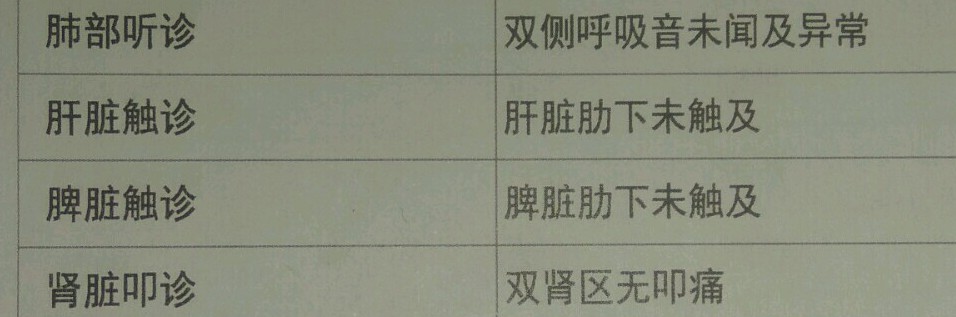 肺部听诊 双侧呼吸音未闻及异常
肝脏触诊 肝脏肋下未触及
脾脏触诊 脾脏肋下未触及
肾脏叩诊 双肾区无叩痛